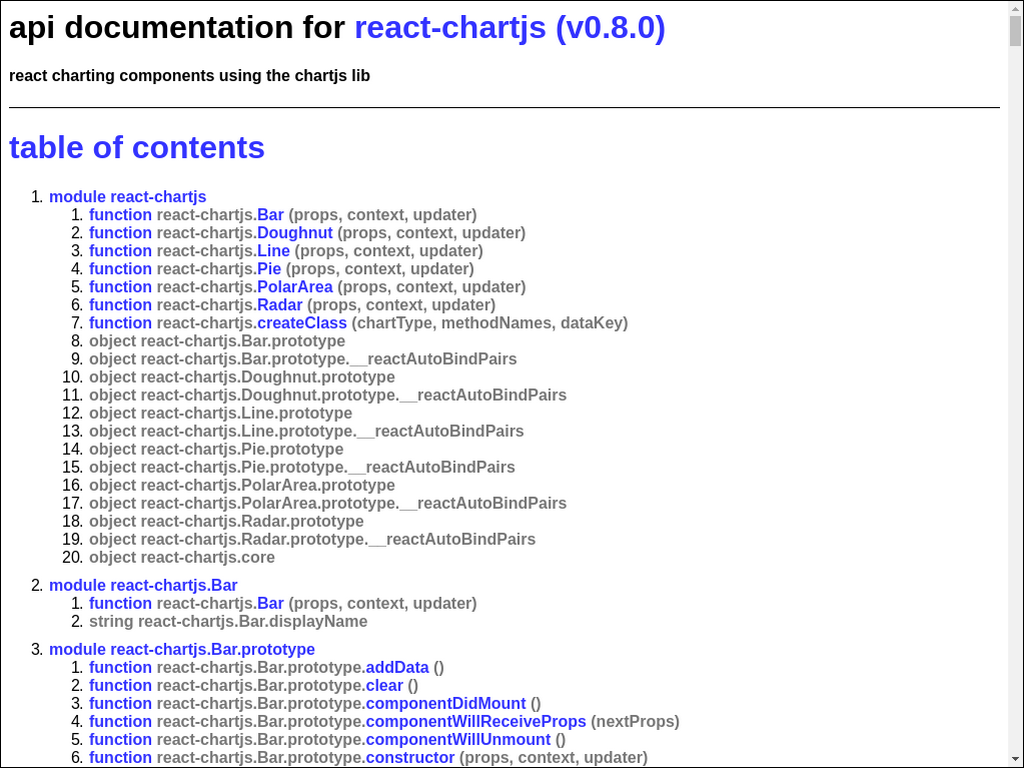 api documentation for react-chartjs (v0.8.0)
react charting components using the chartjs lib
table of contents
1. module react-chartjs
1. function react-chartjs.Bar (props, context, updater)
2. function react-chartjs.Doughnut (props, context, updater)
3. function react-chartjs.Line (props, context, updater)
4. function react-chartjs.Pie (props, context, updater)
5. function react-chartjs.PolarArea (props, context, updater)
6. function react-chartjs.Radar (props, context, updater)
7. function react-chartjs.createClass (chartType, methodNames, dataKey)
8. object react-chartjs.Bar.prototype
9. object react-chartjs.Bar.prototype.__reactAutoBindPairs
10. object react-chartjs.Doughnut.prototype
11. object react-chartjs.Doughnut.prototype.__reactAutoBindPairs
12. object react-chartjs.Line.prototype
13. object react-chartjs.Line.prototype.__reactAutoBindPairs
14. object react-chartjs.Pie.prototype
15. object react-chartjs.Pie.prototype.__reactAutoBindPairs
16. object react-chartjs.PolarArea.prototype
17. object react-chartjs.PolarArea.prototype.__reactAutoBindPairs
18. object react-chartjs.Radar.prototype
19. object react-chartjs.Radar.prototype.__reactAutoBindPairs
20. object react-chartjs.core
2. module react-chartjs.Bar
1. function react-chartjs.Bar (props, context, updater)
2. string react-chartjs.Bar.displayName
3. module react-chartjs.Bar.prototype
1. function react-chartjs.Bar.prototype.addData ()
2. function react-chartjs.Bar.prototype.clear ()
3. function react-chartjs.Bar.prototype.componentDidMount ()
4. function react-chartjs.Bar.prototype.componentWillReceiveProps (nextProps)
5. function react-chartjs.Bar.prototype.componentWillUnmount ()
6. function react-chartjs.Bar.prototype.constructor (props, context, updater)